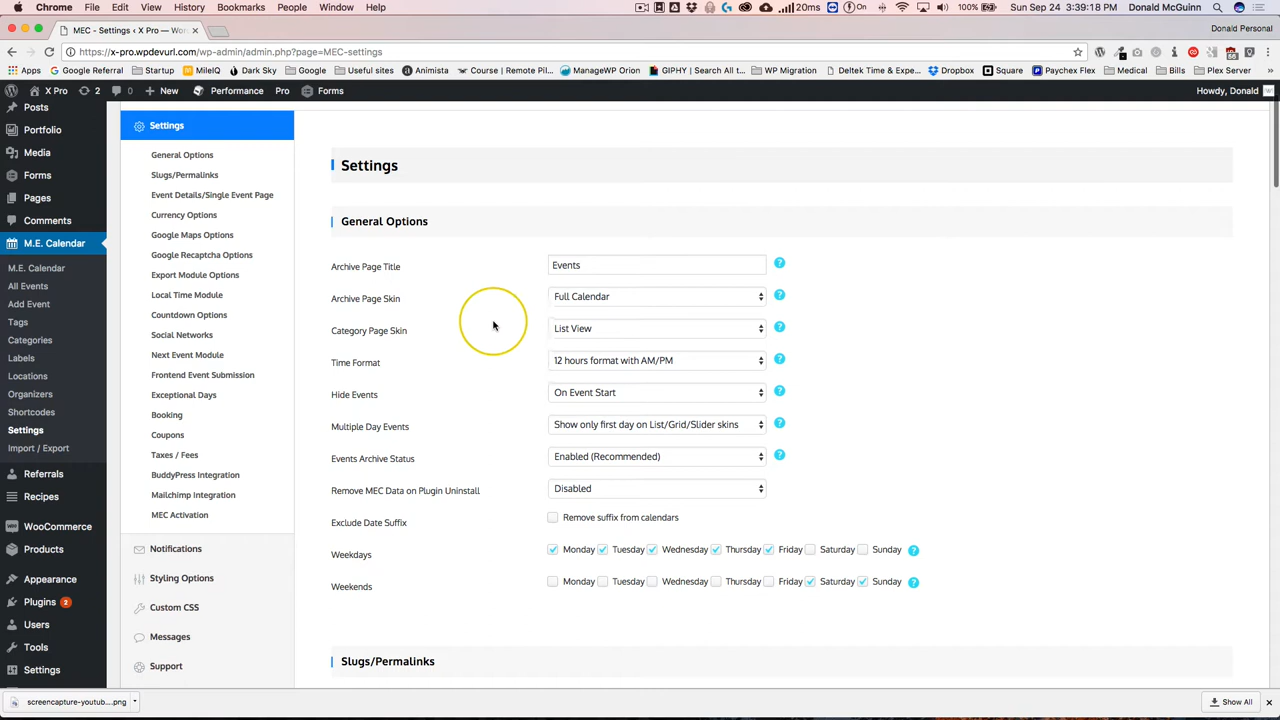 Chrome File Edit View History Bookmarks People Window Help 20ms On 100% Sun Sep 24 3:39:18 PM Donald McGuinn
MEC - Settings ‹ X Pro — Wor Donald Personal
https://x-pro.wpdevurl.com/wp-admin/admin.php?page=MEC-settings
Apps Google Referral Startup MileIQ Dark Sky Google Useful sites Animista Course | Remote Pil... ManageWP Orion GIPHY | Search All t... WP Migration Deltek Time & Expe... Dropbox Square Paychex Flex Medical Bills Plex Server »
X Pro 2 0 + New Performance Pro Forms Howdy, Donald
Posts
Portfolio
Media
Forms
Pages
Comments
M.E. Calendar
M.E. Calendar
All Events
Add Event
Tags
Categories
Labels
Locations
Organizers
Shortcodes
Settings
Import / Export
Referrals
Recipes
WooCommerce
Products
Appearance
Plugins 2
Users
Tools
Settings
Settings
General Options
Slugs/Permalinks
Event Details/Single Event Page
Currency Options
Google Maps Options
Google Recaptcha Options
Export Module Options
Local Time Module
Countdown Options
Social Networks
Next Event Module
Frontend Event Submission
Exceptional Days
Booking
Coupons
Taxes / Fees
BuddyPress Integration
Mailchimp Integration
MEC Activation
Notifications
Styling Options
Custom CSS
Messages
Support
Settings
General Options
Archive Page Title Events ?
Archive Page Skin Full Calendar ?
Category Page Skin List View ?
Time Format 12 hours format with AM/PM ?
Hide Events On Event Start ?
Multiple Day Events Show only first day on List/Grid/Slider skins ?
Events Archive Status Enabled (Recommended) ?
Remove MEC Data on Plugin Uninstall Disabled
Exclude Date Suffix Remove suffix from calendars
Weekdays Monday Tuesday Wednesday Thursday Friday Saturday Sunday ?
Weekends Monday Tuesday Wednesday Thursday Friday Saturday Sunday ?
Slugs/Permalinks
screencapture-youtub....png Show All